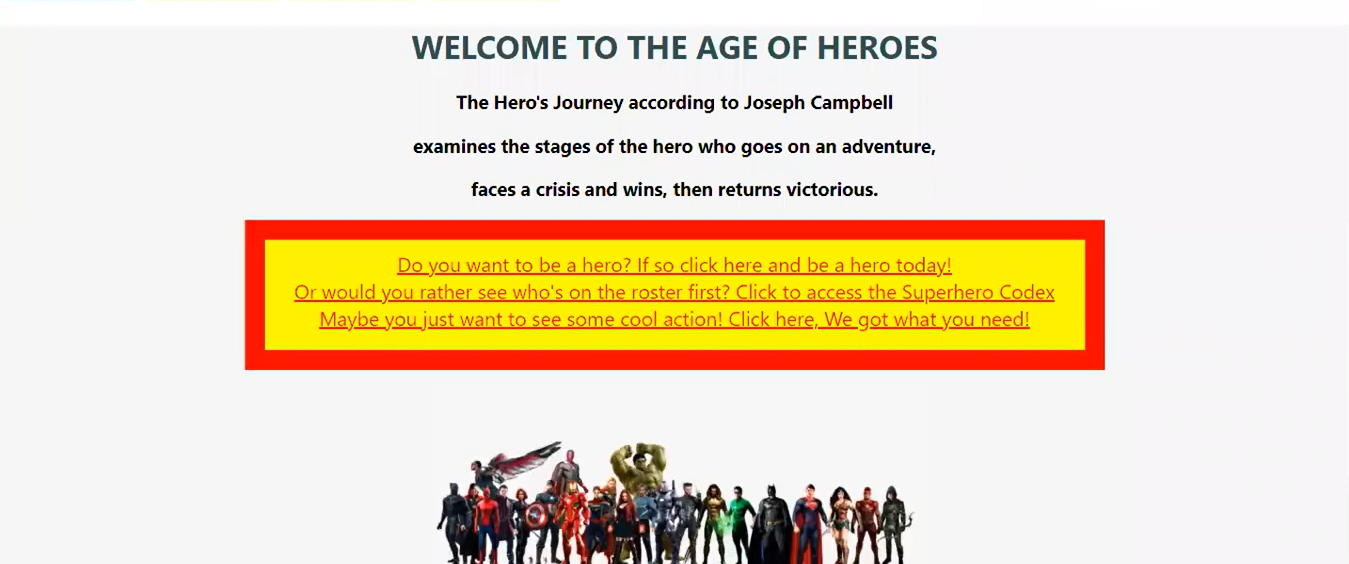 WELCOME TO THE AGE OF HEROES
The Hero's Journey according to Joseph Campbell
examines the stages of the hero who goes on an adventure,
faces a crisis and wins, then returns victorious.
Do you want to be a hero? If so click here and be a hero today!
Or would you rather see who's on the roster first? Click to access the Superhero Codex
Maybe you just want to see some cool action! Click here, We got what you need!